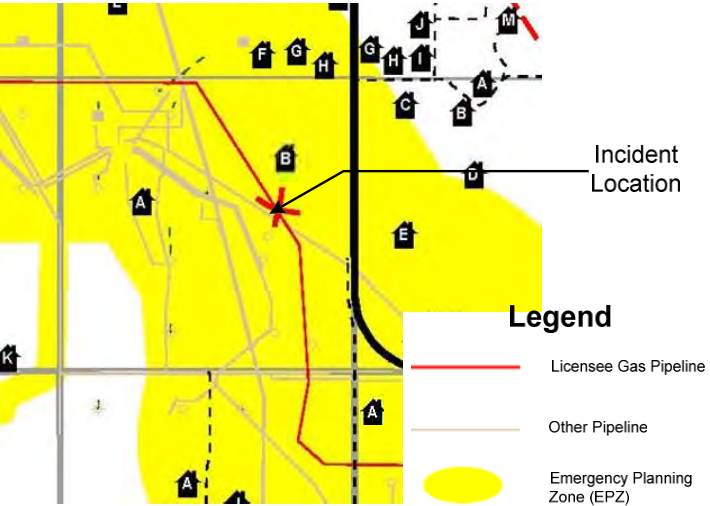 E
J
M
F
G
H
G
H
I
A
C
B
B
D
A
E
Incident
Location
Legend
K
Licensee Gas Pipeline
A
Other Pipeline
A
Emergency Planning
Zone (EPZ)